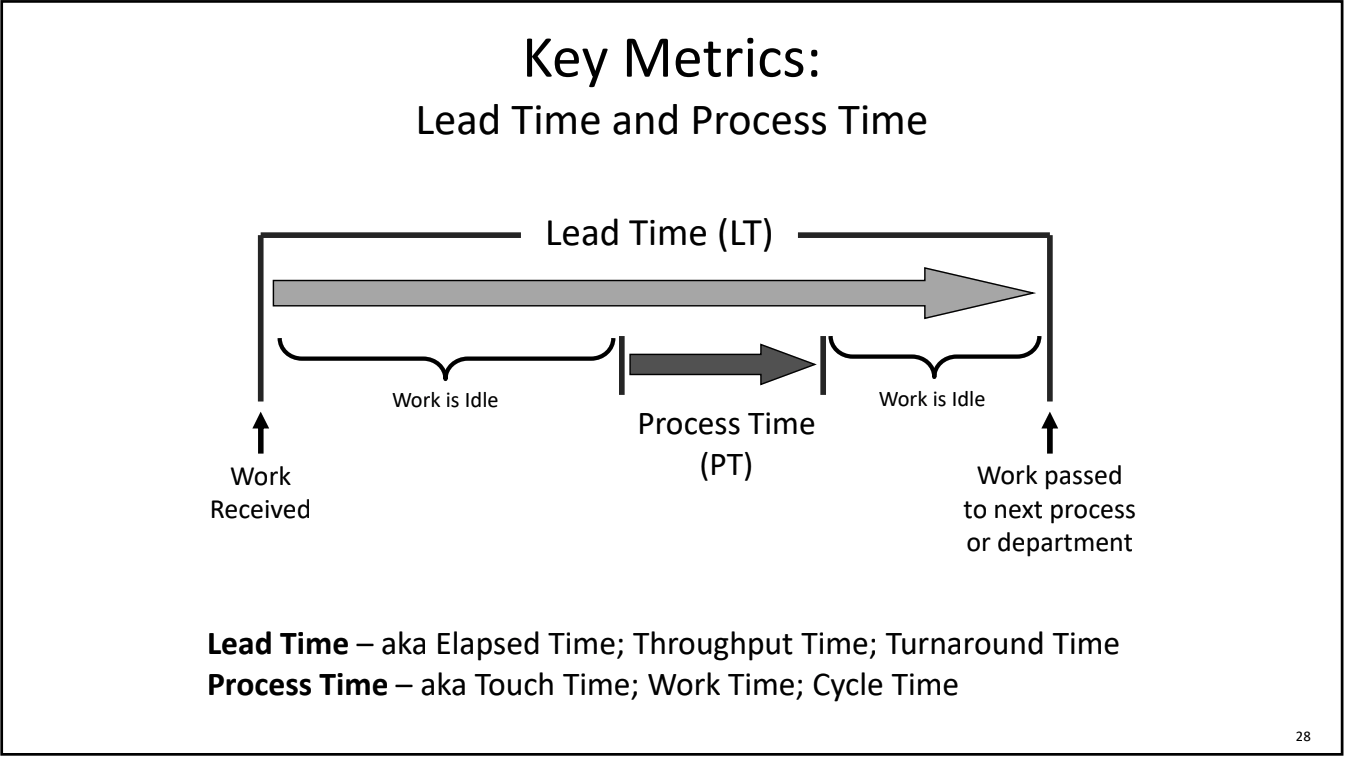 Key Metrics:
Lead Time and Process Time
Lead Time (LT)
Work is Idle
Work is Idle
Process Time
(PT)
Work
Received
Work passed
to next process
or department
Lead Time – aka Elapsed Time; Throughput Time; Turnaround Time
Process Time – aka Touch Time; Work Time; Cycle Time
28